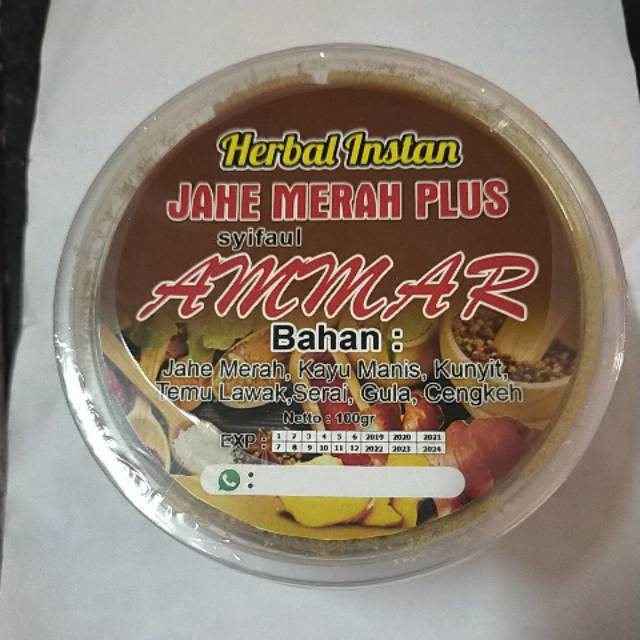 Herbal Instan
JAHE MERAH PLUS
syifaul
AMMAR
Bahan :
Jahe Merah, Kayu Manis, Kunyit,
Temu Lawak,Serai, Gula, Cengkeh
Netto : 100gr
EXP : 1 2 3 4 5 6 2019 2020 2021
7 8 9 10 11 12 2022 2023 2024
: